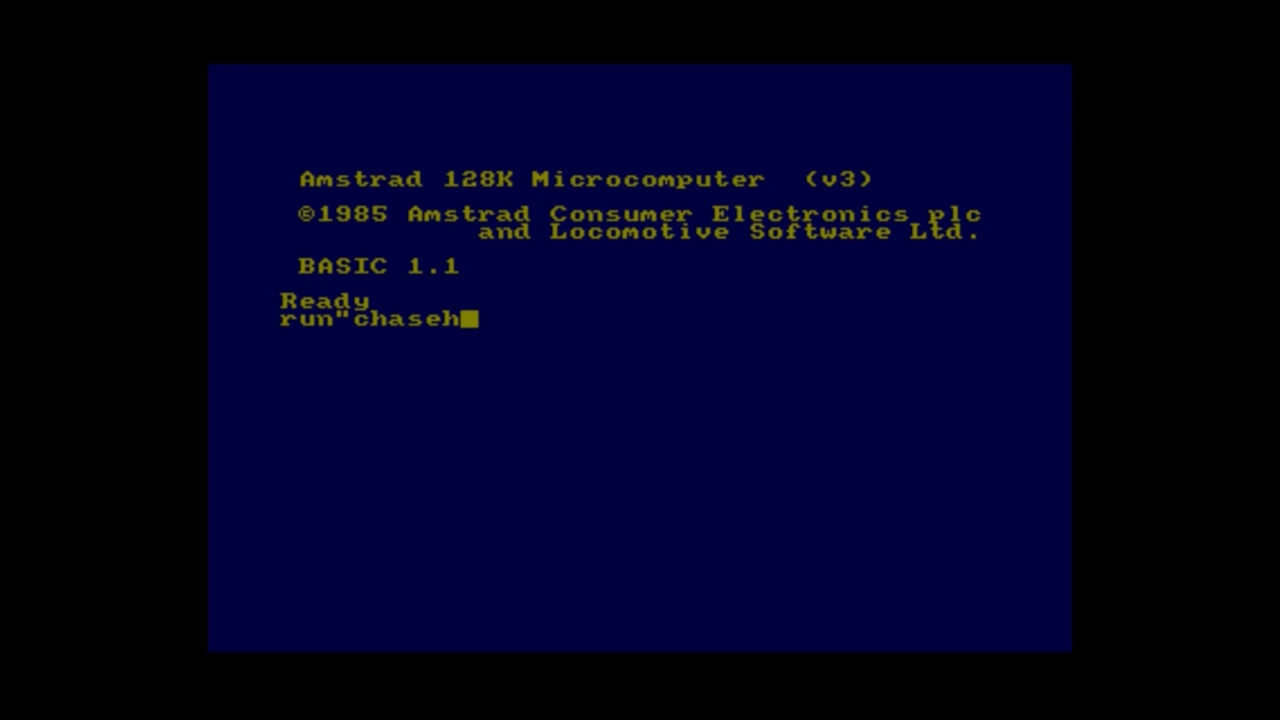 Amstrad 128K Microcomputer  (v3)
©1985 Amstrad Consumer Electronics plc
and Locomotive Software Ltd.
BASIC 1.1
Ready
run"chaseh